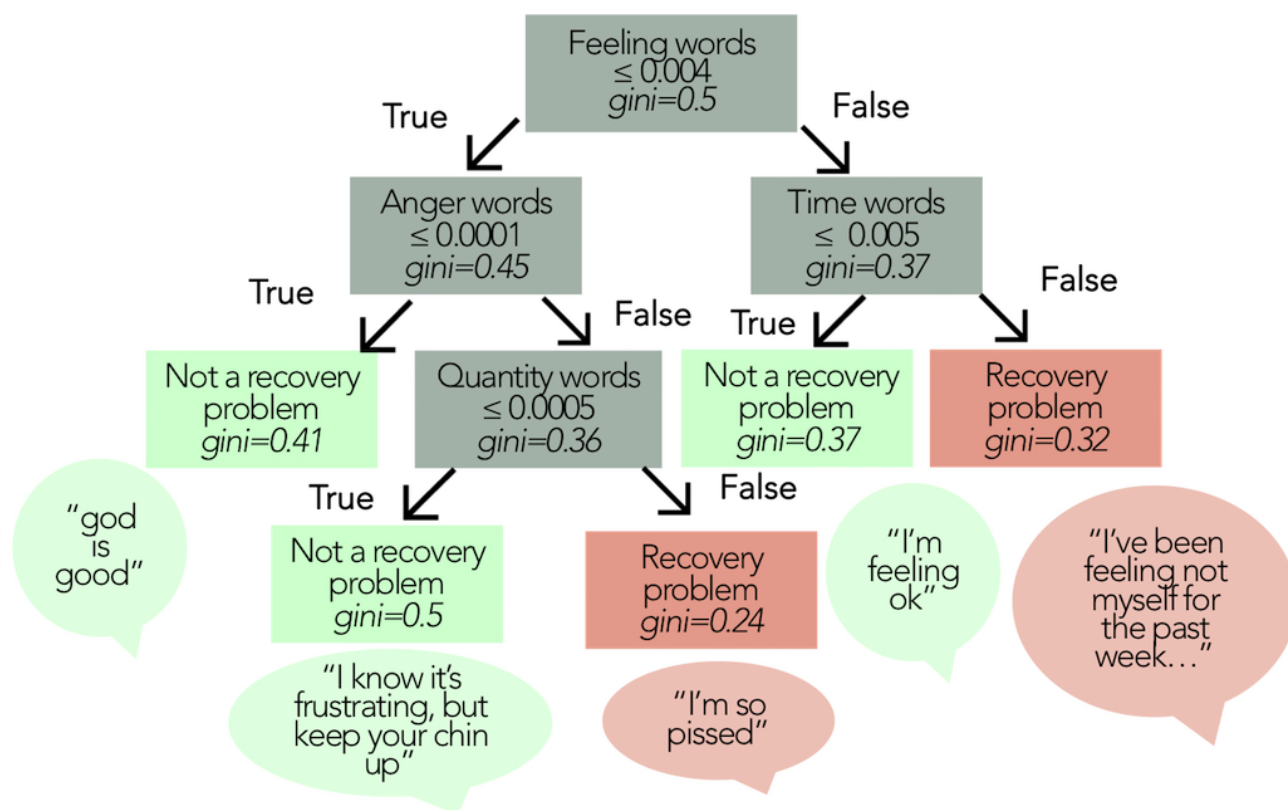 Feeling words
≤ 0.004
gini=0.5
True
False
Anger words
≤ 0.0001
gini=0.45
Time words
≤ 0.005
gini=0.37
True
False
True
False
Not a recovery
problem
gini=0.41
Quantity words
≤0.0005
gini=0.36
Not a recovery
problem
gini=0.37
Recovery
problem
gini=0.32
True
False
"god
is
good"
Not a recovery
problem
gini=0.5
Recovery
problem
gini=0.24
"I'm
feeling
ok"
"I've been
feeling not
myself for
the past
week..."
"I know it's
frustrating, but
keep your chin
up"
"I'm so
pissed"